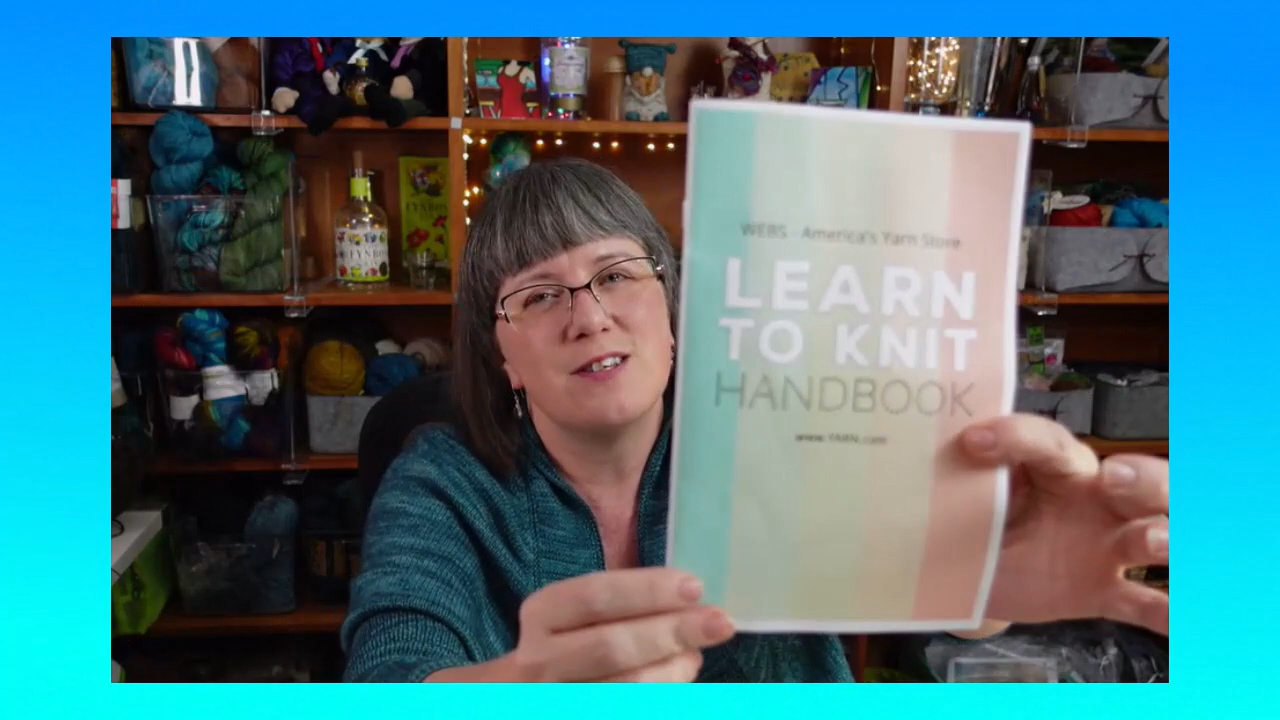 WEBS - America's Yarn Store
LEARN
TO KNIT
HANDBOOK
www.YARN.com